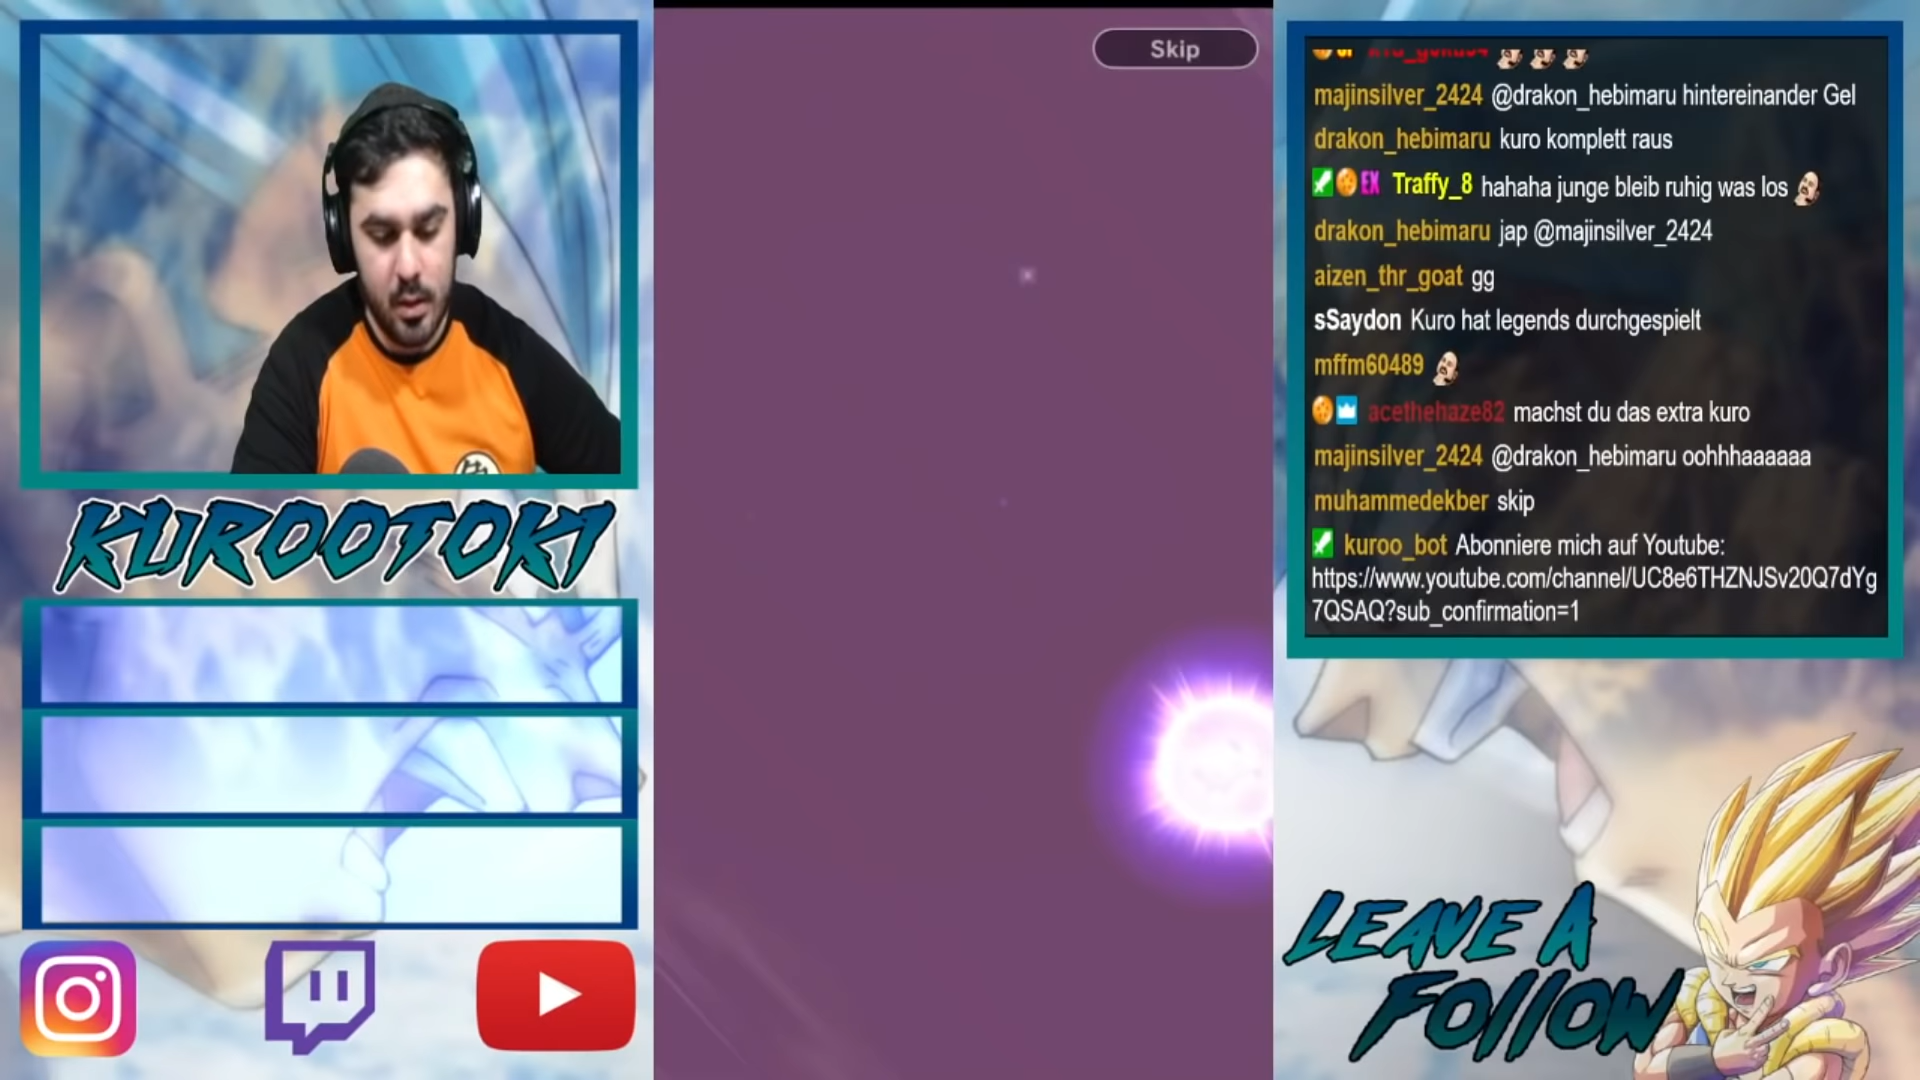 Skip
majinsilver_2424 @drakon_hebimaru hintereinander Gel
drakon_hebimaru kuro komplett raus
EX Traffy_8 hahaha junge bleib ruhig was los
drakon_hebimaru jap @majinsilver_2424
aizen_thr_goat gg
sSaydon Kuro hat legends durchgespielt
mffm60489
acethehaze82 machst du das extra kuro
majinsilver_2424 @drakon_hebimaru oohhhaaaaaa
muhammedekber skip
kuroo_bot Abonniere mich auf Youtube:
https://www.youtube.com/channel/UC8e6THZNJSv20Q7dYg
7QSAQ?sub_confirmation=1
KUROOTOKI
LEAVE A
FOllOW